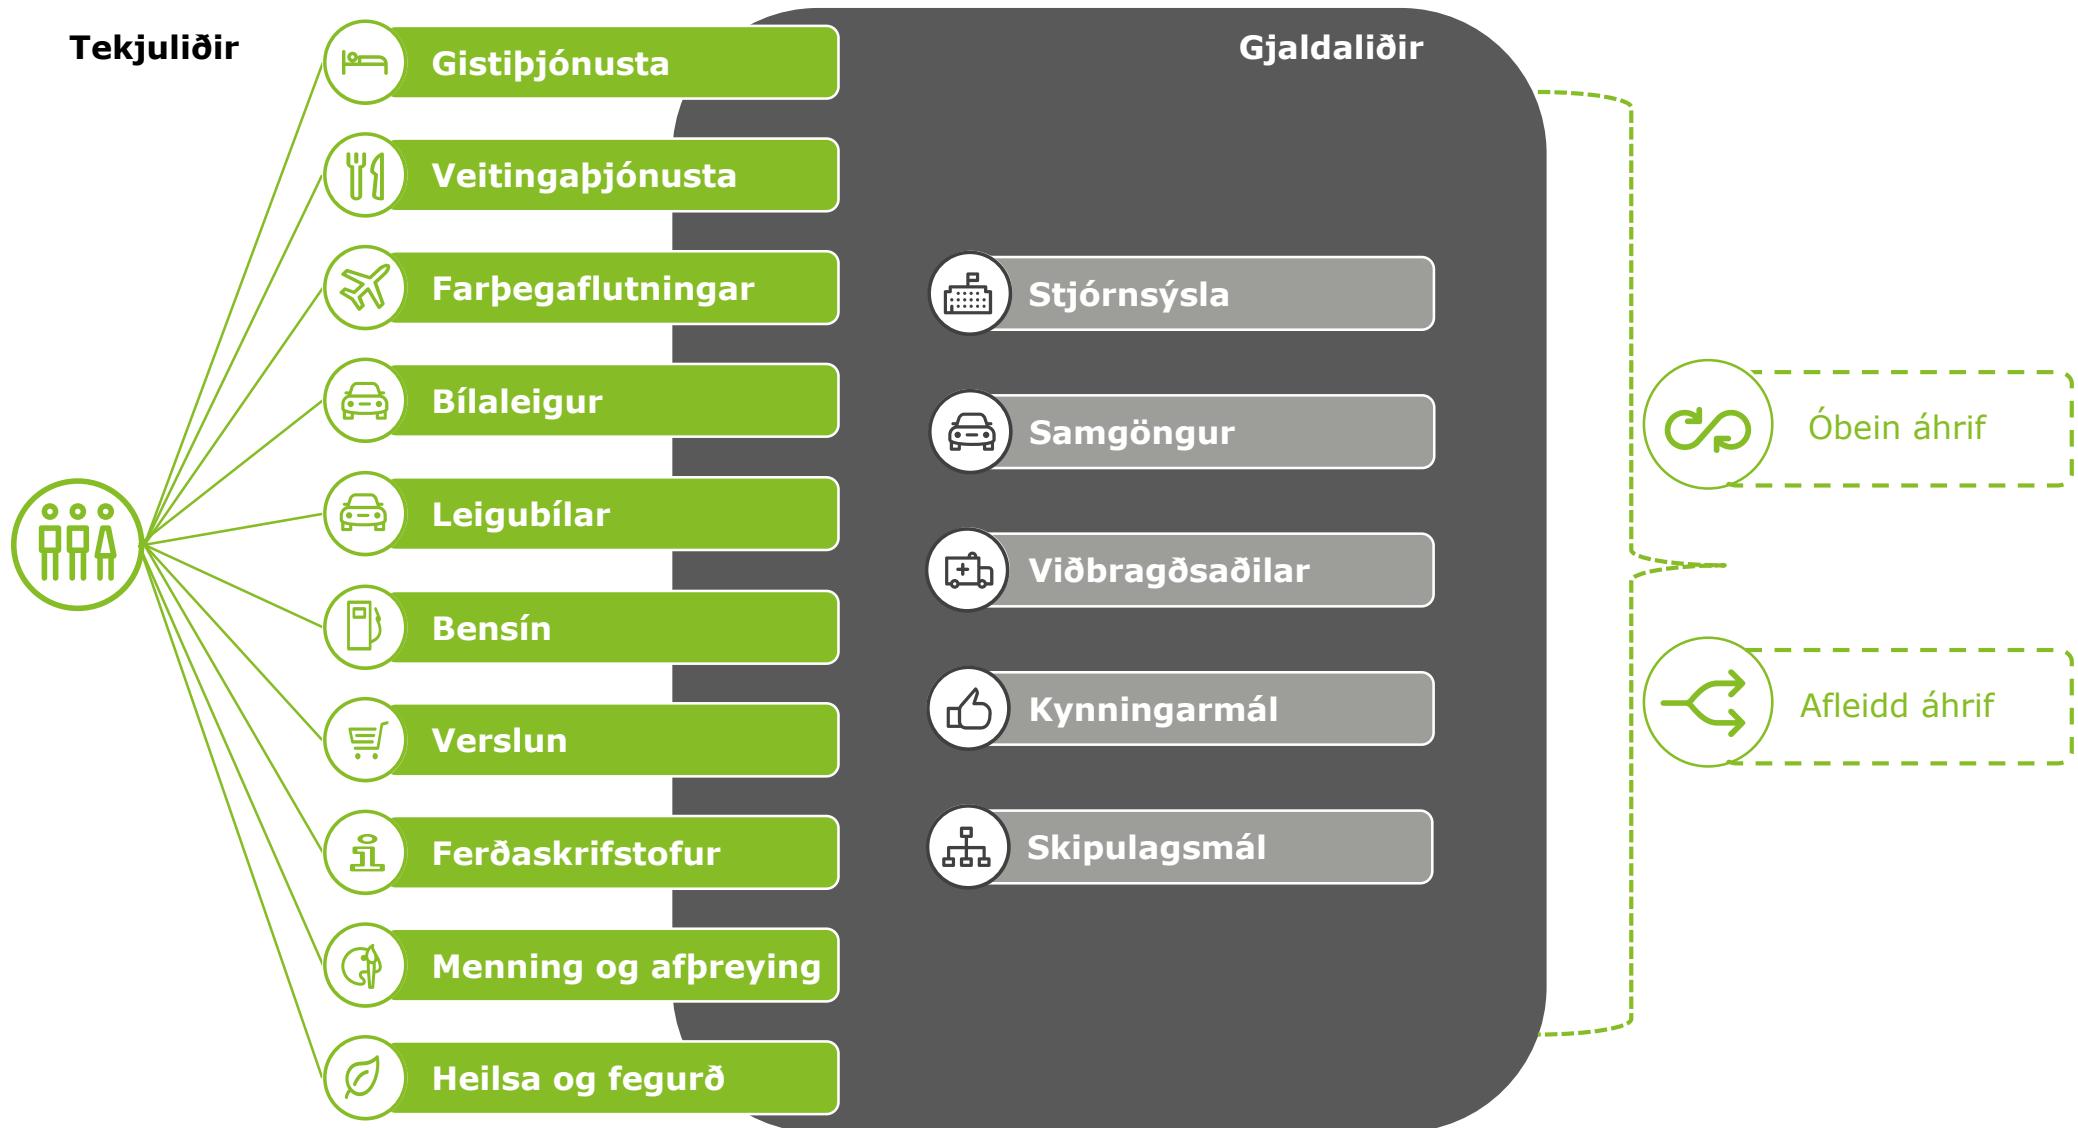 Tekjuliðir
Gistiþjónusta
Veitingaþjónusta
Farþegaflutningar
Bílaleigur
Leigubílar
Bensín
Verslun
Ferðaskrifstofur
Menning og afþreying
Heilsa og fegurð
Gjaldaliðir
Stjórnsýsla
Samgöngur
Viðbragðsaðilar
Kynningarmál
Skipulagsmál
Óbein áhrif
Afleidd áhrif